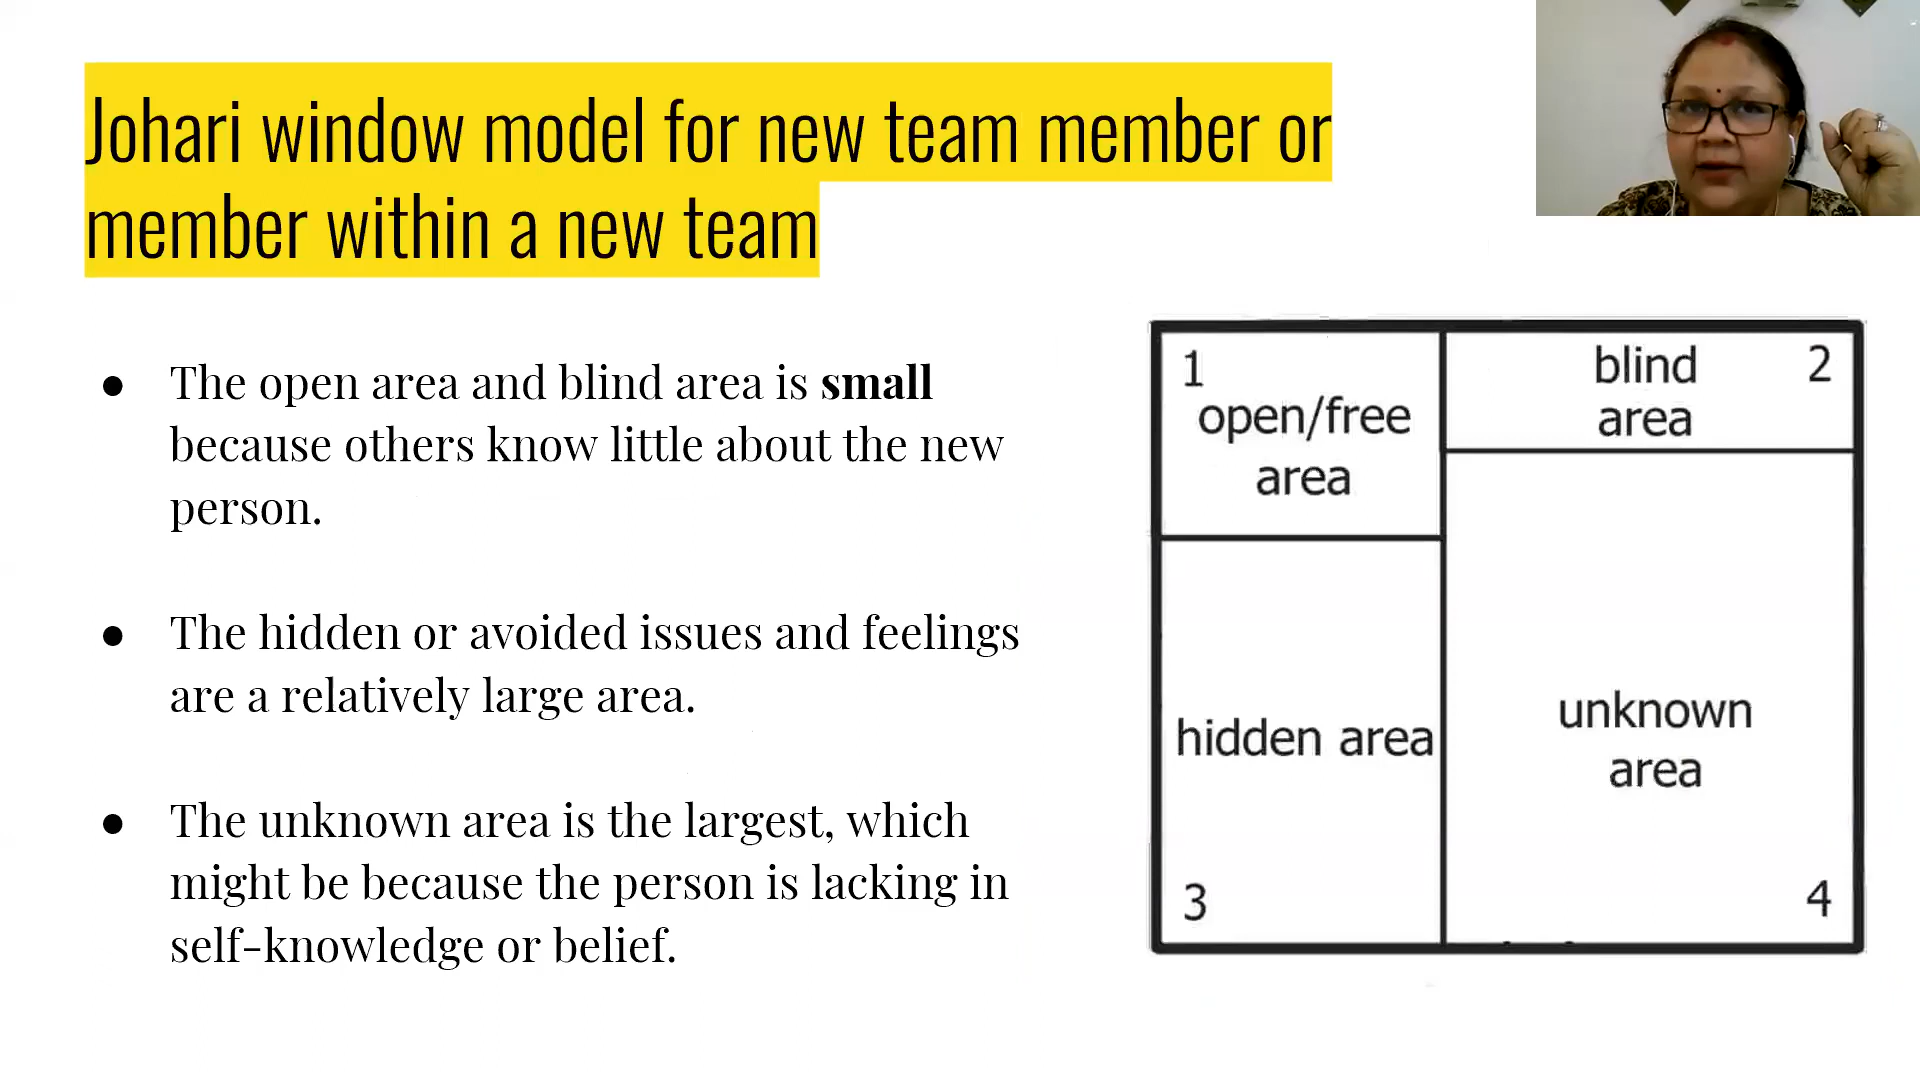 Johari window model for new team member or
member within a new team
● The open area and blind area is small
because others know little about the new
person.
● The hidden or avoided issues and feelings
are a relatively large area.
● The unknown area is the largest, which
might be because the person is lacking in
self-knowledge or belief.
1
open/free
area
blind 2
area
hidden area
3
unknown
area
4